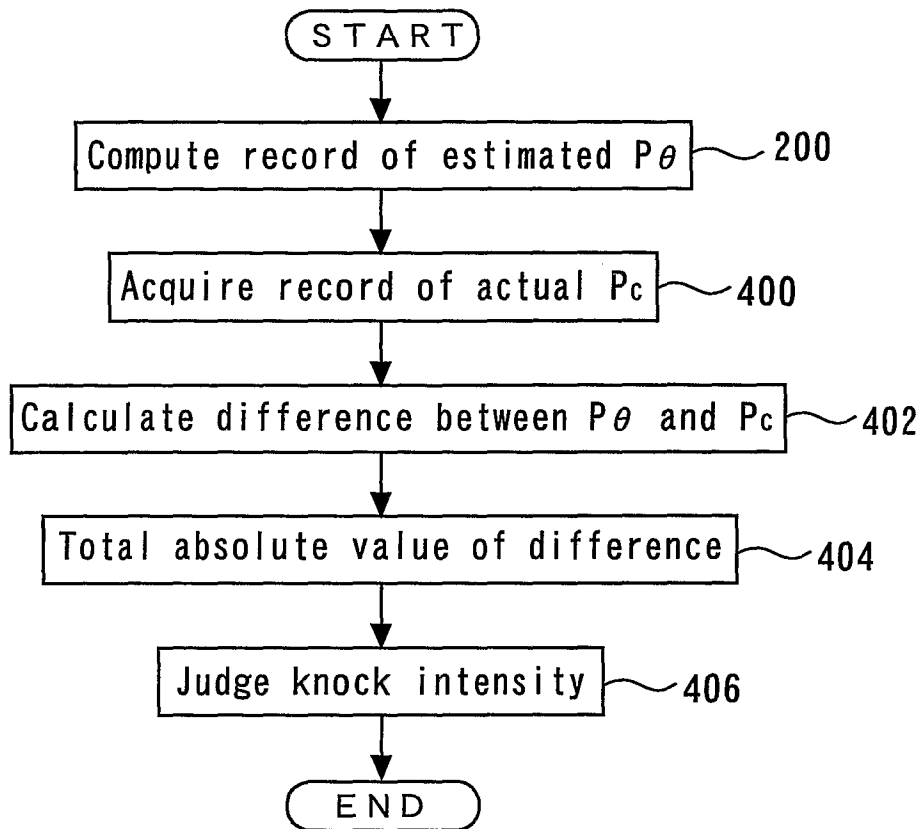 START
Compute record of estimated Pθ
200
Acquire record of actual Pc
400
Calculate difference between Pθ and Pc
402
Total absolute value of difference
404
Judge knock intensity
406
END